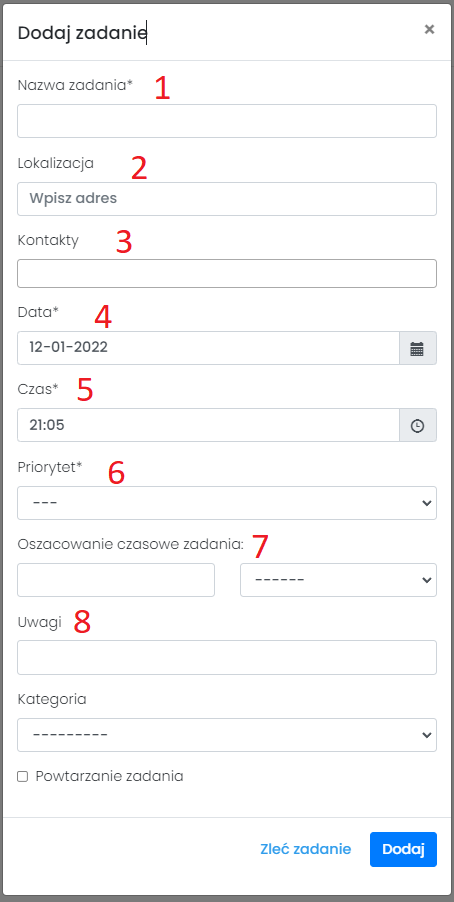 Dodaj zadanie ×
Nazwa zadania* 1
Lokalizacja 2
Wpisz adres
Kontakty 3
Data* 4
12-01-2022
Czas* 5
21:05
Priorytet* 6
---
Oszacowanie czasowe zadania: 7
------
Uwagi 8
Kategoria
---------
Powtarzanie zadania
Zleć zadanie Dodaj